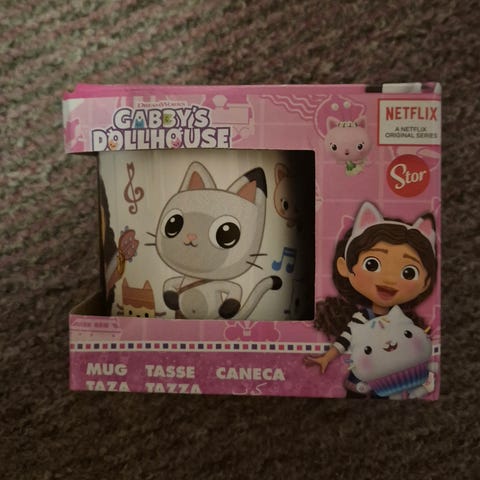 DREAMWORKS
GABBY'S
DOLLHOUSE
NETFLIX
A NETFLIX
ORIGINAL SERIES
Stor
MUG TASSE CANECA
TAZA TAZZA